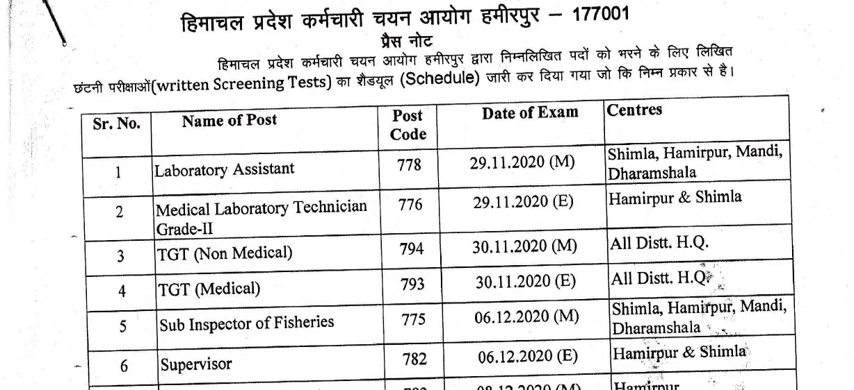 हिमाचल प्रदेश कर्मचारी चयन आयोग हमीरपुर – 177001
प्रैस नोट
हिमाचल प्रदेश कर्मचारी चयन आयोग हमीरपुर द्वारा निम्नलिखित पदों को भरने के लिए लिखित
छंटनी परीक्षाओं(written Screening Tests) का शैडयूल (Schedule) जारी कर दिया गया जो कि निम्न प्रकार से है।
Sr. No. Name of Post Post Code Date of Exam Centres
1 Laboratory Assistant 778 29.11.2020 (M) Shimla, Hamirpur, Mandi,
Dharamshala
2 Medical Laboratory Technician 776 29.11.2020 (E) Hamirpur & Shimla
Grade-II
3 TGT (Non Medical) 794 30.11.2020 (M) All Distt. H.Q.
4 TGT (Medical) 793 30.11.2020 (E) All Distt. H.Q.
5 Sub Inspector of Fisheries 775 06.12.2020 (M) Shimla, Hamirpur, Mandi,
Dharamshala
6 Supervisor 782 06.12.2020 (E) Hamirpur & Shimla
08.12.2020 (M) Hamirpur